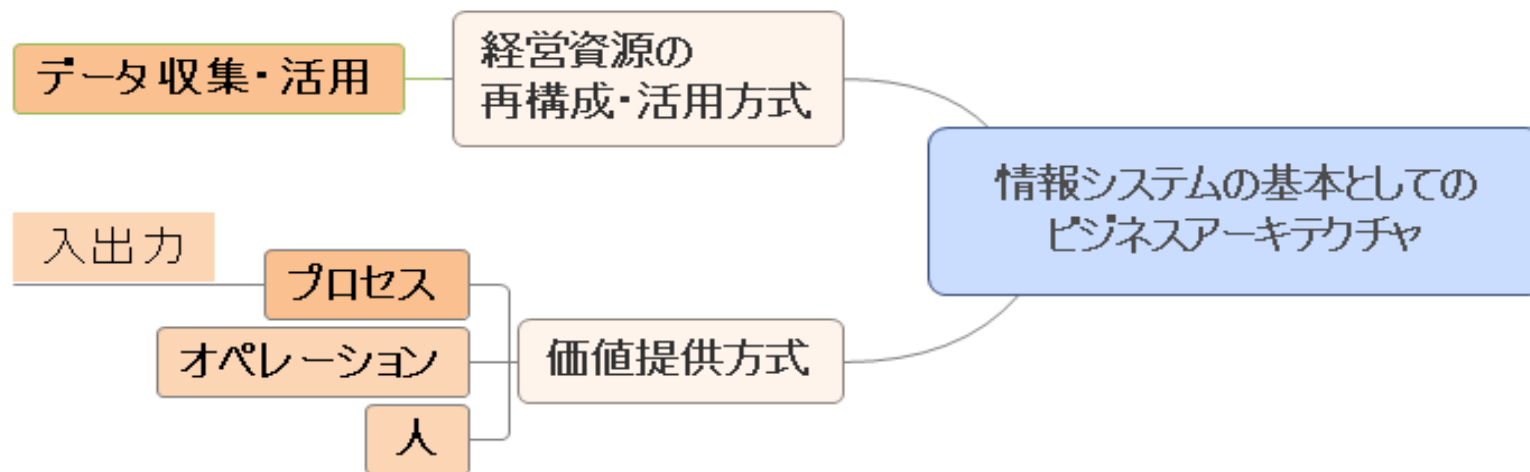 データ収集・活用
経営資源の
再構成・活用方式
情報システムの基本としての
ビジネスアーキテクチャ
入出力
プロセス
オペレーション
人
価値提供方式